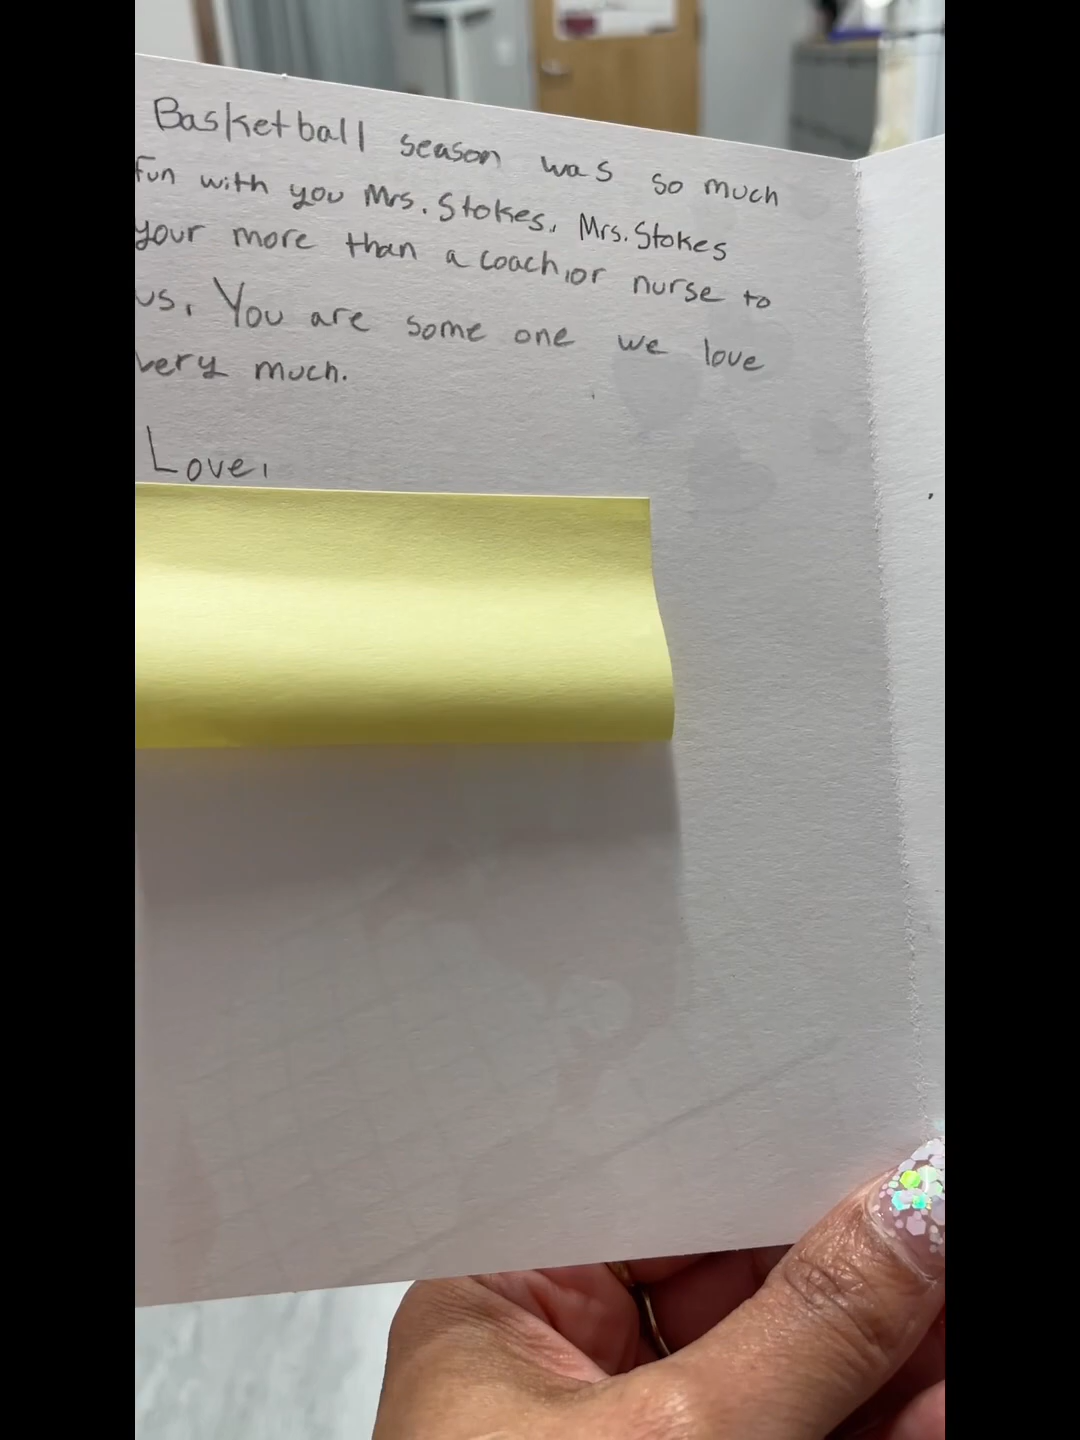 Basketball season was so much
fun with you Mrs. Stokes. Mrs. Stokes
your more than a coach, or nurse to
us. You are some one we love
very much.
Love,